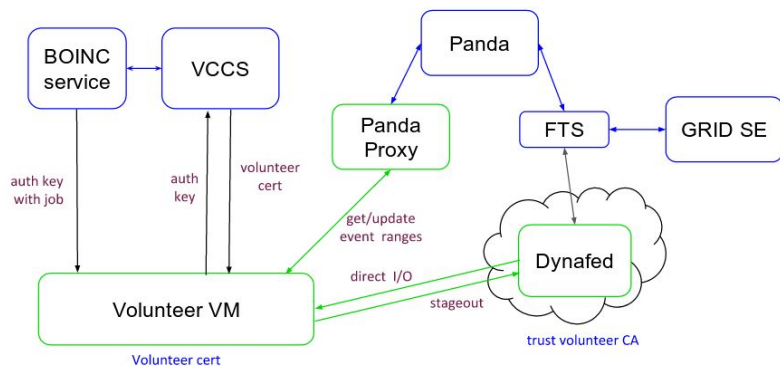 BOINC
service
VCCS
Panda
Panda
Proxy
FTS
GRID SE
auth key
with job
auth
key
volunteer
cert
get/update
event ranges
direct I/O
stageout
Dynafed
Volunteer VM
Volunteer cert
trust volunteer CA